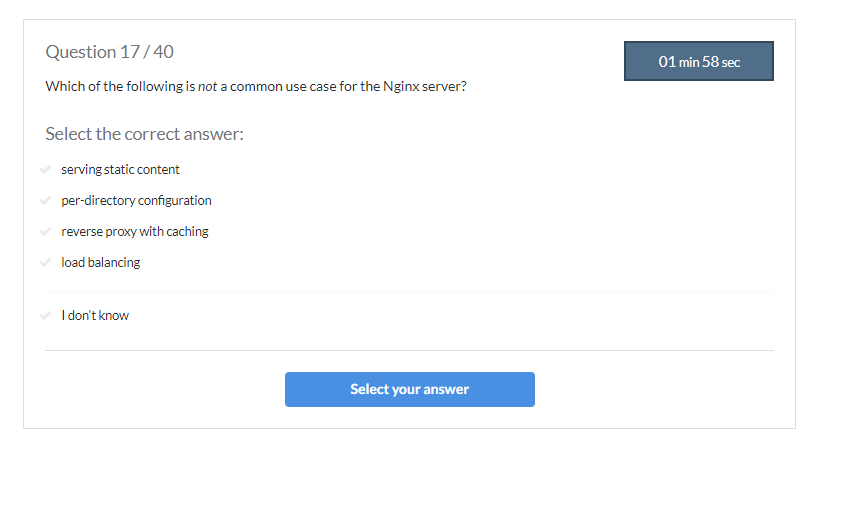 Question 17 / 40
01 min 58 sec
Which of the following is not a common use case for the Nginx server?
Select the correct answer:
serving static content
per-directory configuration
reverse proxy with caching
load balancing
I don't know
Select your answer